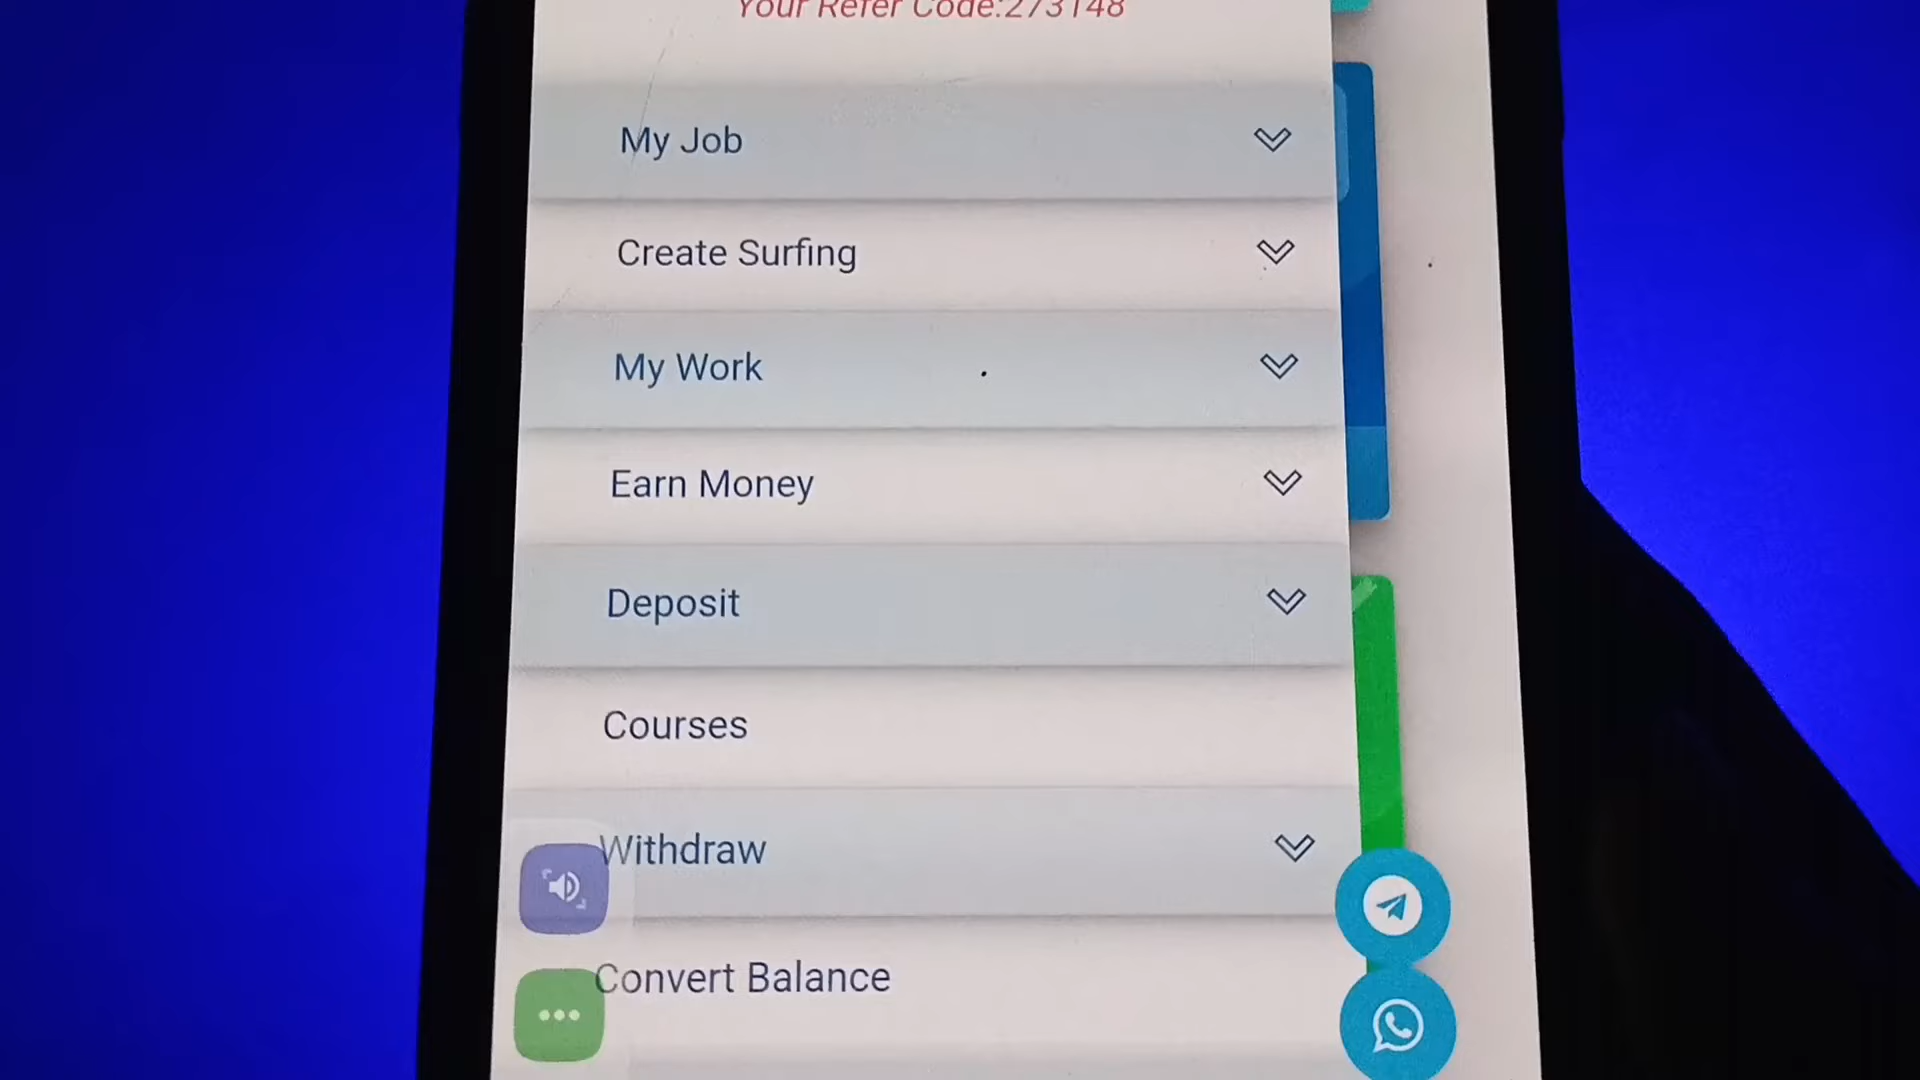 Your Refer Code:273148
My Job
Create Surfing
My Work
Earn Money
Deposit
Courses
Withdraw
Convert Balance